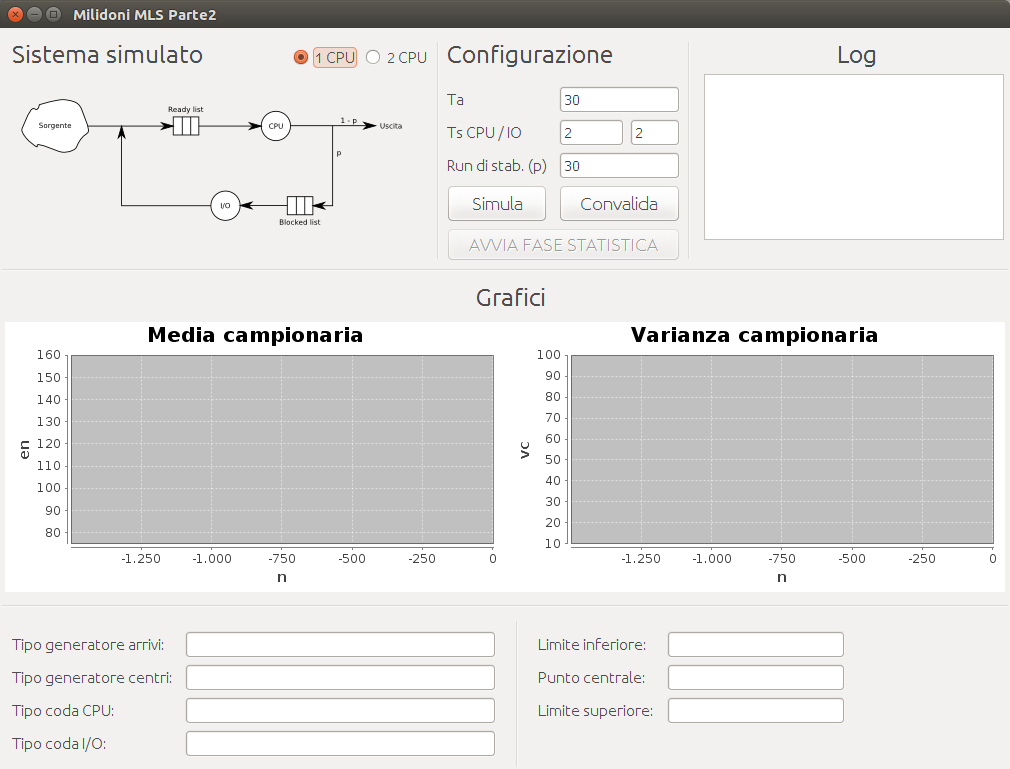 Milidoni MLS Parte2
Sistema simulato
1 CPU
2 CPU
Sorgente
Ready list
CPU
1 - p
Uscita
p
I/O
Blocked list
Configurazione
Ta
30
Ts CPU / IO
2
2
Run di stab. (p)
30
Simula
Convalida
AVVIA FASE STATISTICA
Log
Grafici
Media campionaria
160
150
140
130
120
110
100
90
80
en
-1.250
-1.000
-750
-500
-250
0
n
Varianza campionaria
100
90
80
70
60
50
40
30
20
10
vc
-1.250
-1.000
-750
-500
-250
0
n
Tipo generatore arrivi:
Tipo generatore centri:
Tipo coda CPU:
Tipo coda I/O:
Limite inferiore:
Punto centrale:
Limite superiore: